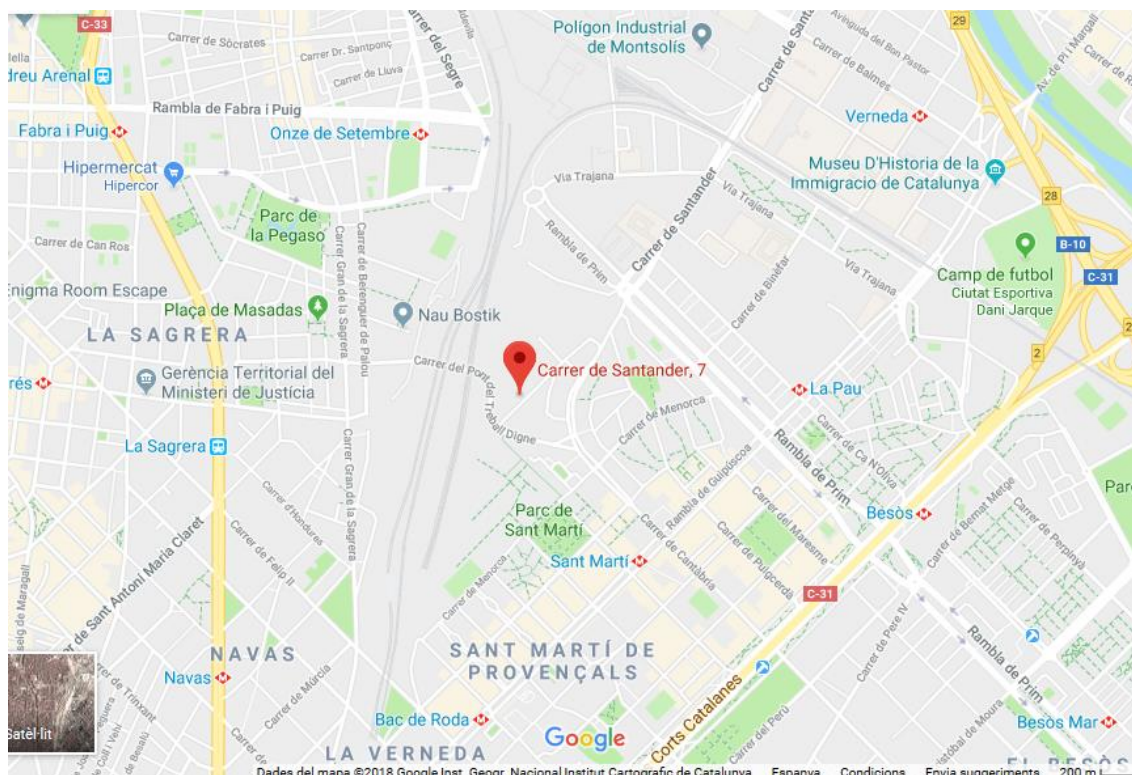 C-33
Carrer de Sòcrates
Carrer Dr. Santponç
Carrer de Lluva
Carrer del Segre
Polígon Industrial
de Montsolís
Avinguda del Bon Pastor
Carrer de Balmes
29
Av. de Pi i Margall
dreu Arenal
Rambla de Fabra i Puig
Fabra i Puig
Onze de Setembre
Verneda
Hipermercat
Hipercor
Via Trajana
Carrer de Santander
Via Trajana
Museu D'Historia de la
Immigracio de Catalunya
28
Parc de
la Pegaso
Carrer de Can Ros
Carrer Gran de la Sagrera
Carrer de Berenguer de Palou
Rambla de Prim
Carrer de Santander
Carrer de Bilbao
Via Trajana
B-10
C-31
Camp de futbol
Ciutat Esportiva
Dani Jarque
Enigma Room Escape
Plaça de Masadas
Nau Bostik
LA SAGRERA
Carrer del Pont del Treball Digne
Carrer de Santander, 7
2
Gerència Territorial del
Ministeri de Justícia
La Pau
Carrer de Menorca
La Sagrera
Carrer Gran de la Sagrera
Carrer de Ca N'Oliva
Rambla de Prim
Rambla de Guipúscoa
Carrer d'Hondures
Parc de
Sant Martí
Besòs
Carrer de Bernat Metge
Carrer de Perpinyà
Carrer del Maresme
Carrer de Puigcerdà
Carrer de Cantàbria
Sant Martí
Carrer de Sant Antoni Maria Claret
Carrer de Felip II
Carrer de Menorca
C-31
Carrer de Pere IV
Rambla de Prim
NAVAS
SANT MARTÍ DE
PROVENÇALS
Navas
Carrer de Múrcia
Corts Catalanes
Carrer del Perú
Satèl·lit
Bac de Roda
Google
Besòs Mar
LA VERNEDA
EL BESÒS
Dades del mapa ©2018 Google,Inst. Geogr. Nacional,Institut Cartogràfic de Catalunya Espanya Condicions Envia suggeriments 200 m